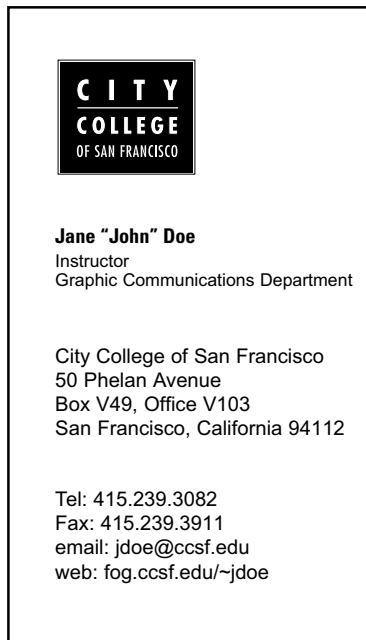 CITY
COLLEGE
OF SAN FRANCISCO
Jane “John” Doe
Instructor
Graphic Communications Department
City College of San Francisco
50 Phelan Avenue
Box V49, Office V103
San Francisco, California 94112
Tel: 415.239.3082
Fax: 415.239.3911
email: jdoe@ccsf.edu
web: fog.ccsf.edu/~jdoe